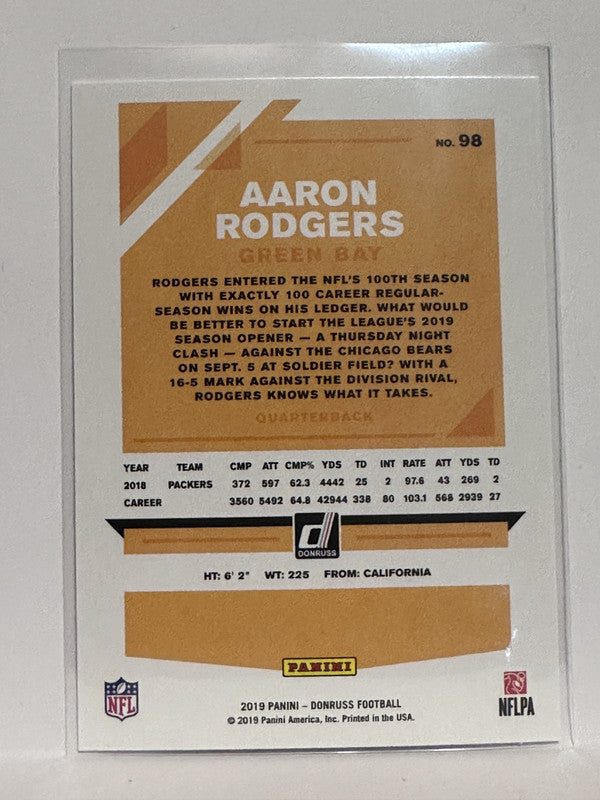 NO. 98
AARON
RODGERS
GREEN BAY
RODGERS ENTERED THE NFL'S 100TH SEASON
WITH EXACTLY 100 CAREER REGULAR-
SEASON WINS ON HIS LEDGER. WHAT WOULD
BE BETTER TO START THE LEAGUE'S 2019
SEASON OPENER — A THURSDAY NIGHT
CLASH — AGAINST THE CHICAGO BEARS
ON SEPT. 5 AT SOLDIER FIELD? WITH A
16-5 MARK AGAINST THE DIVISION RIVAL,
RODGERS KNOWS WHAT IT TAKES.
QUARTERBACK
YEAR TEAM CMP ATT CMP% YDS TD INT RATE ATT YDS TD
2018 PACKERS 372 597 62.3 4442 25 2 97.6 43 269 2
CAREER 3560 5492 64.8 42944 338 80 103.1 568 2939 27
d
DONRUSS
HT: 6' 2" WT: 225 FROM: CALIFORNIA
PANINI
NFL
2019 PANINI – DONRUSS FOOTBALL
© 2019 Panini America, Inc. Printed in the USA.
NFLPA